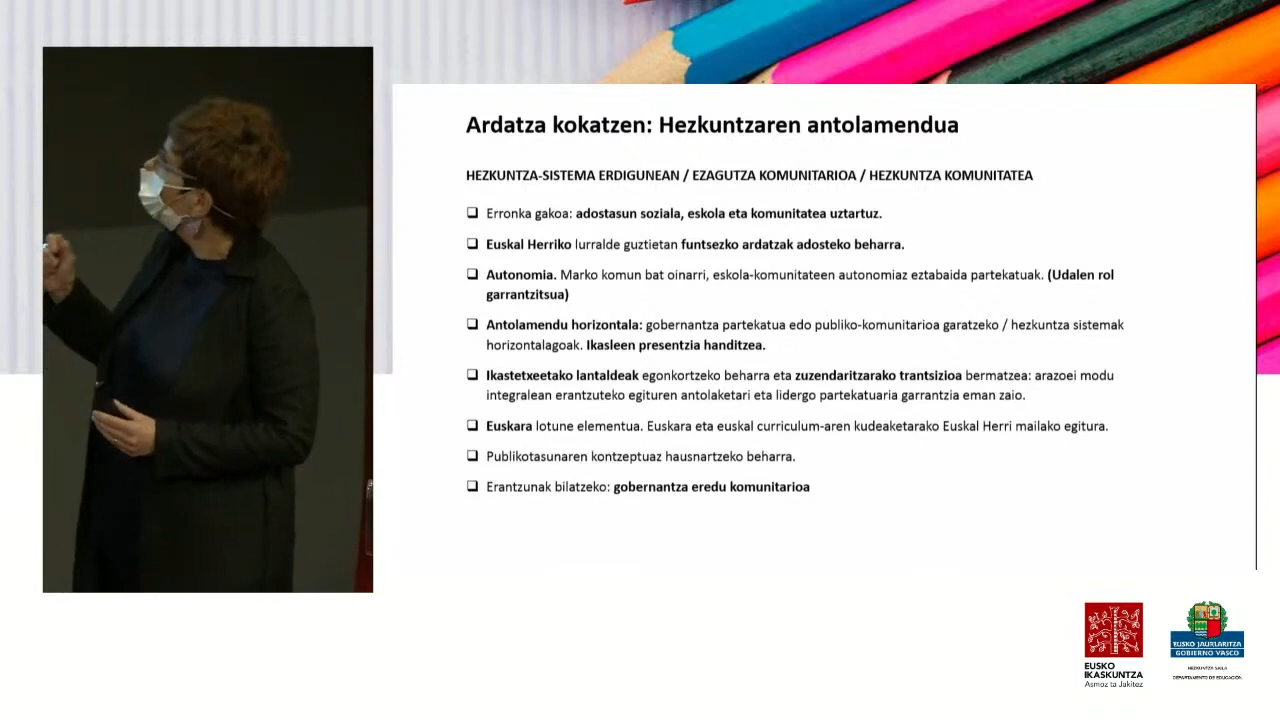 Ardatza kokatzen: Hezkuntzaren antolamendua
HEZKUNTZA-SISTEMA ERDIGUNEAN / EZAGUTZA KOMUNITARIOA / HEZKUNTZA KOMUNITATEA
❑ Erronka gakoa: adostasun soziala, eskola eta komunitatea uztartuz.
❑ Euskal Herriko lurralde guztietan funtsezko ardatzak adosteko beharra.
❑ Autonomia. Marko komun bat oinarri, eskola-komunitateen autonomiaz eztabaida partekatuak. (Udalen rol
garrantzitsua)
❑ Antolamendu horizontala: gobernantza partekatua edo publiko-komunitarioa garatzeko / hezkuntza sistemak
horizontalagoak. Ikasleen presentzia handitzea.
❑ Ikastetxeetako lantaldeak egonkortzeko beharra eta zuzendaritzarako trantsizioa bermatzea: arazoei modu
integralean erantzuteko egituren antolaketari eta lidergo partekatuaria garrantzia eman zaio.
❑ Euskara lotune elementua. Euskara eta euskal curriculum-aren kudeaketarako Euskal Herri mailako egitura.
❑ Publikotasunaren kontzeptuaz hausnartzeko beharra.
❑ Erantzunak bilatzeko: gobernantza eredu komunitarioa
EUSKO
IKASKUNTZA
Asmoz ta Jakitez
EUSKO JAURLARITZA
GOBIERNO VASCO
HEZKUNTZA SAILA
DEPARTAMENTO DE EDUCACIÓN